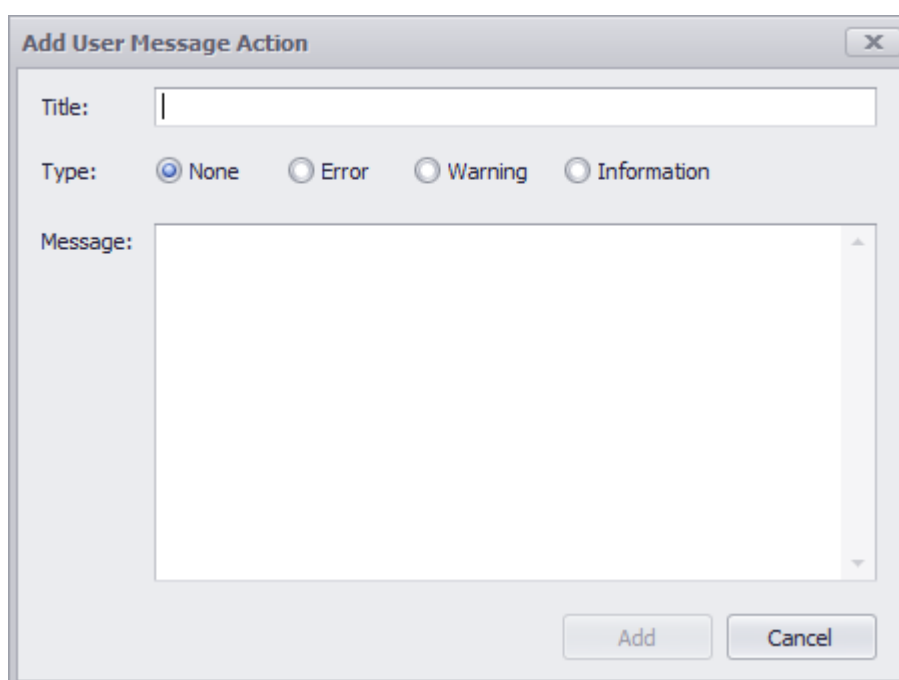 Add User Message Action
Title:
Type: None Error Warning Information
Message:
Add Cancel